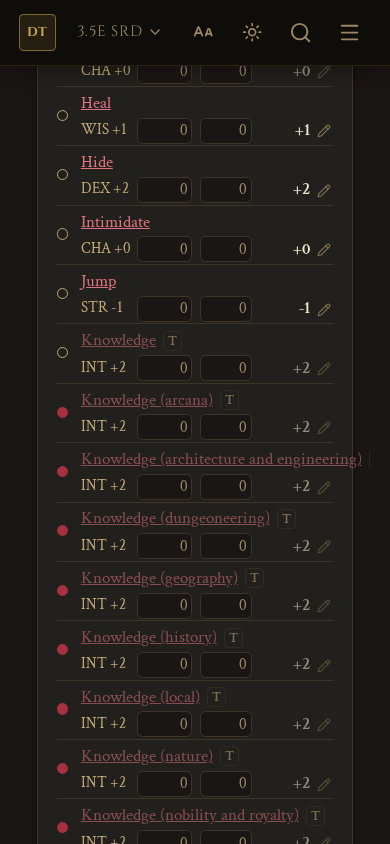 DT 3.5E SRD AA
CHA +0 +0
Heal
WIS +1 0 0 +1
Hide
DEX +2 0 0 +2
Intimidate
CHA +0 0 0 +0
Jump
STR -1 0 0 -1
Knowledge T
INT +2 0 0 +2
Knowledge (arcana) T
INT +2 0 0 +2
Knowledge (architecture and engineering)
INT +2 0 0 +2
Knowledge (dungeoneering) T
INT +2 0 0 +2
Knowledge (geography) T
INT +2 0 0 +2
Knowledge (history) T
INT +2 0 0 +2
Knowledge (local) T
INT +2 0 0 +2
Knowledge (nature) T
INT +2 0 0 +2
Knowledge (nobility and royalty) T
INT +2 0 0 +2